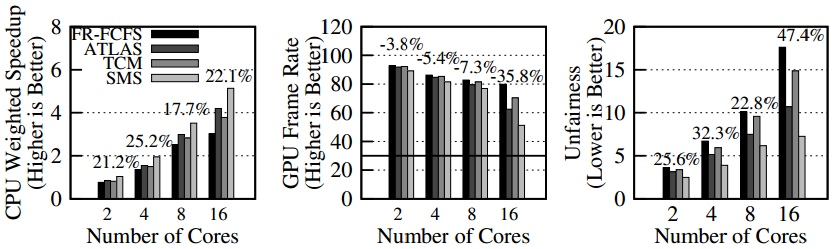 CPU Weighted Speedup
(Higher is Better)
8
6
4
2
0
FR-FCFS
ATLAS
TCM
SMS
21.2%
25.2%
17.7%
22.1%
2 4 8 16
Number of Cores
GPU Frame Rate
(Higher is Better)
120
100
80
60
40
20
0
-3.8%
-5.4%
-7.3%
-35.8%
2 4 8 16
Number of Cores
Unfairness
(Lower is Better)
20
15
10
5
0
25.6%
32.3%
22.8%
47.4%
2 4 8 16
Number of Cores